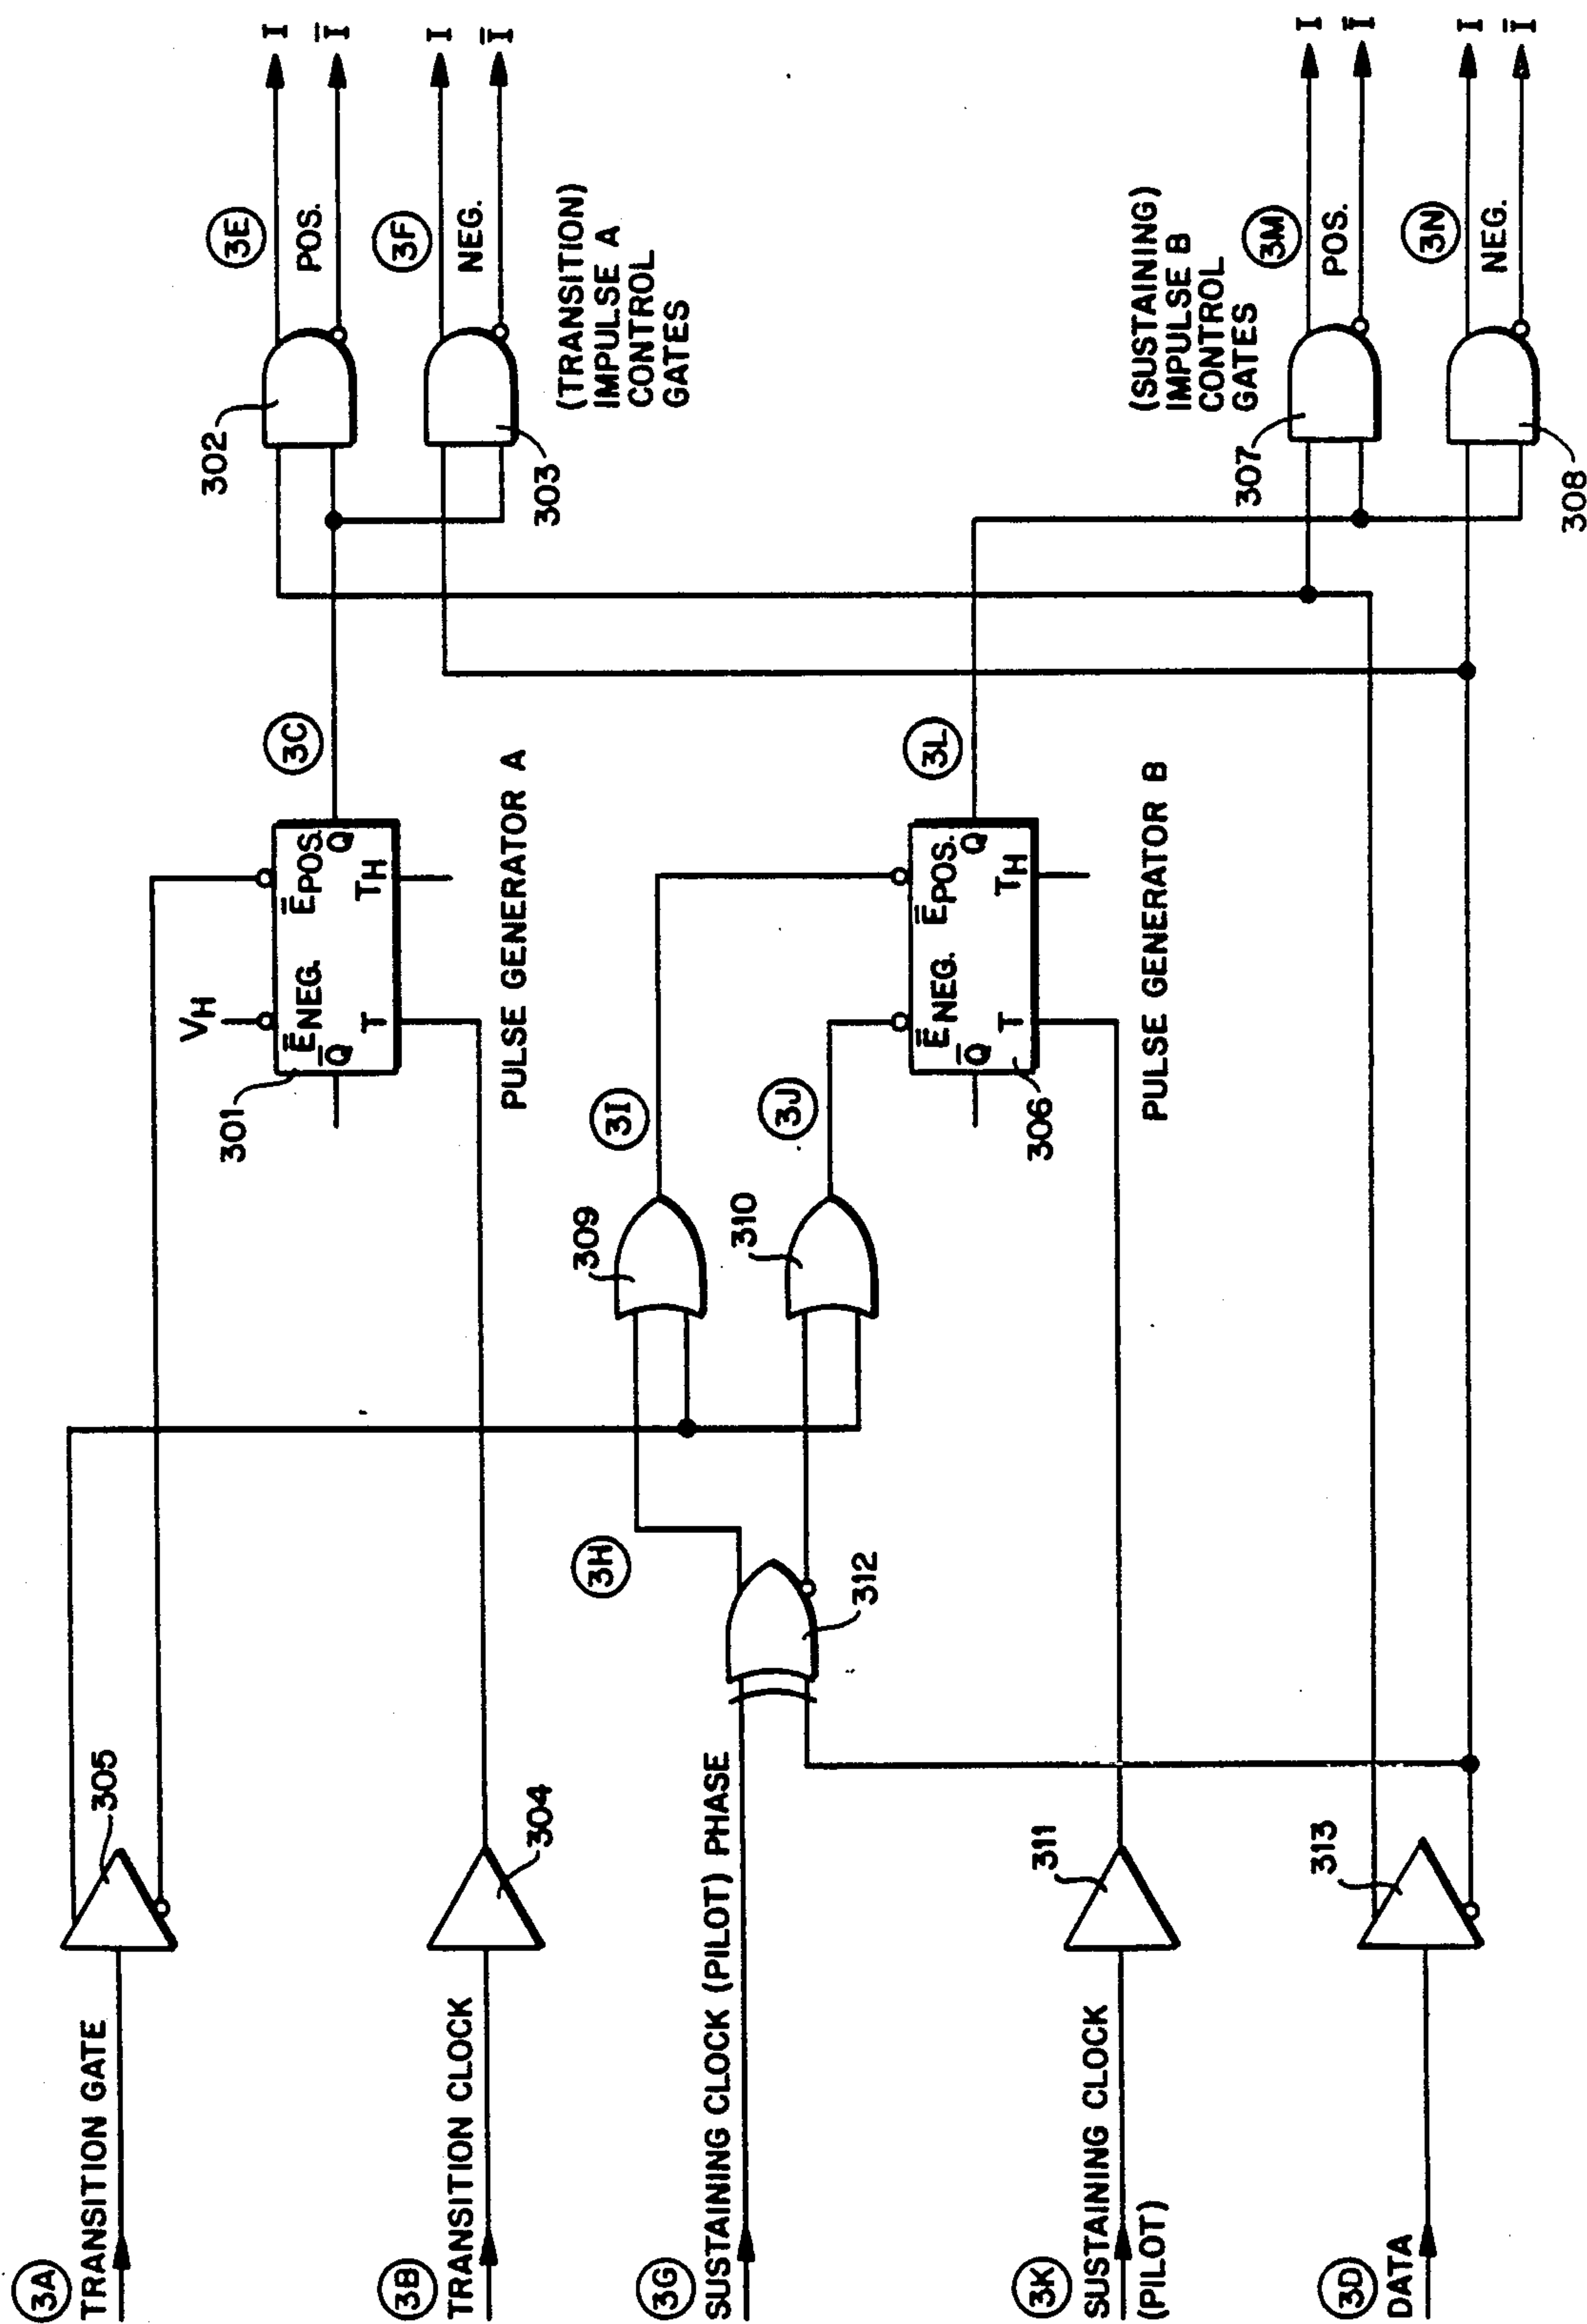 3A
TRANSITION GATE
305
3B
TRANSITION CLOCK
304
3G
SUSTAINING CLOCK (PILOT) PHASE
312
3H
3K
SUSTAINING CLOCK
(PILOT)
311
3D
DATA
313
309
310
3I
3J
301
V_H
E̅NEG.
E̅POS.
Q̅
Q
T
T_H
PULSE GENERATOR A
3C
306
E̅NEG.
E̅POS.
Q̅
Q
T
T_H
PULSE GENERATOR B
3L
302
3E
POS.
I
I̅
303
3F
NEG.
I
I̅
(TRANSITION)
IMPULSE A
CONTROL
GATES
(SUSTAINING)
IMPULSE B
CONTROL
GATES
307
3M
POS.
I
I̅
308
3N
NEG.
I
I̅